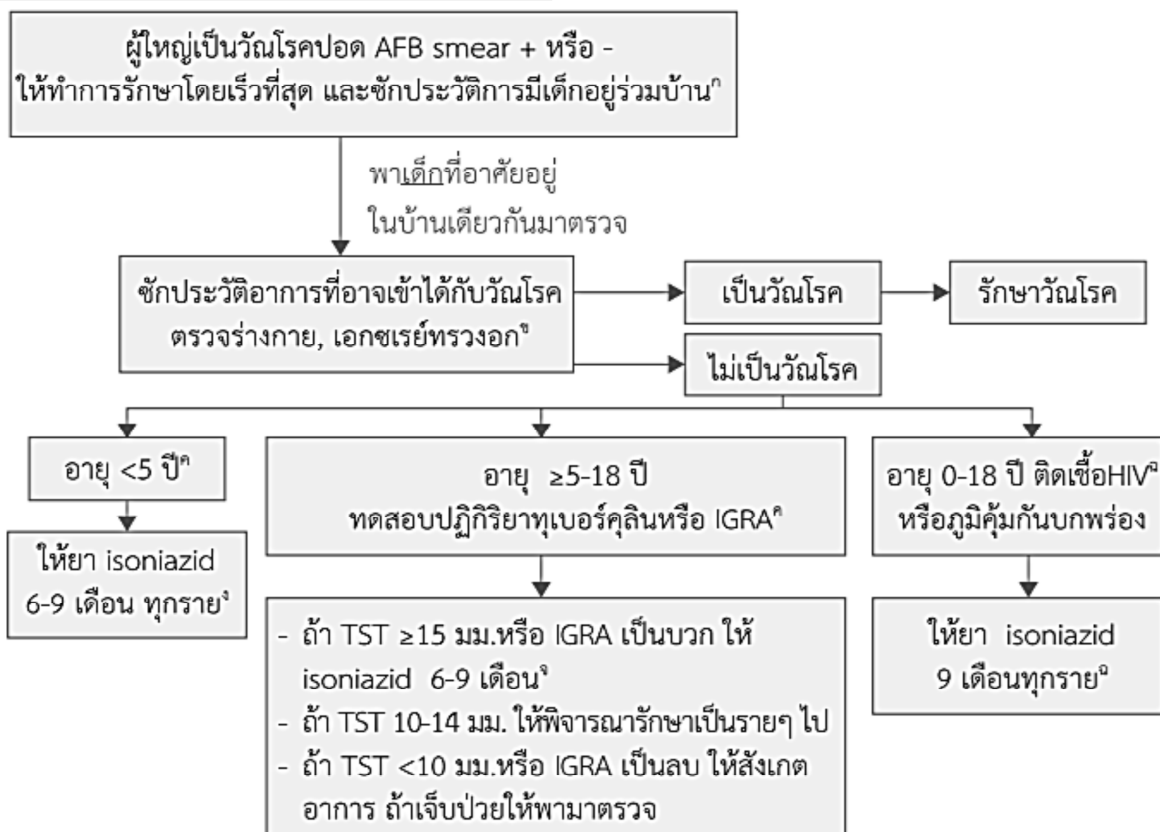 ผู้ใหญ่เป็นวัณโรคปอด AFB smear + หรือ -
ให้ทำการรักษาโดยเร็วที่สุด และซักประวัติการมีเด็กอยู่ร่วมบ้านก
พาเด็กที่อาศัยอยู่
ในบ้านเดียวกันมาตรวจ
ซักประวัติอาการที่อาจเข้าได้กับวัณโรค
ตรวจร่างกาย, เอกซเรย์ทรวงอกข
เป็นวัณโรค
รักษาวัณโรค
ไม่เป็นวัณโรค
อายุ <5 ปีค
ให้ยา isoniazid
6-9 เดือน ทุกรายง
อายุ ≥5-18 ปี
ทดสอบปฏิกิริยาทุเบอร์คุลินหรือ IGRAค
- ถ้า TST ≥15 มม.หรือ IGRA เป็นบวก ให้
isoniazid 6-9 เดือนจ
- ถ้า TST 10-14 มม. ให้พิจารณารักษาเป็นรายๆ ไป
- ถ้า TST <10 มม.หรือ IGRA เป็นลบ ให้สังเกต
อาการ ถ้าเจ็บป่วยให้พามาตรวจ
อายุ 0-18 ปี ติดเชื้อHIVฉ
หรือภูมิคุ้มกันบกพร่อง
ให้ยา isoniazid
9 เดือนทุกรายฉ